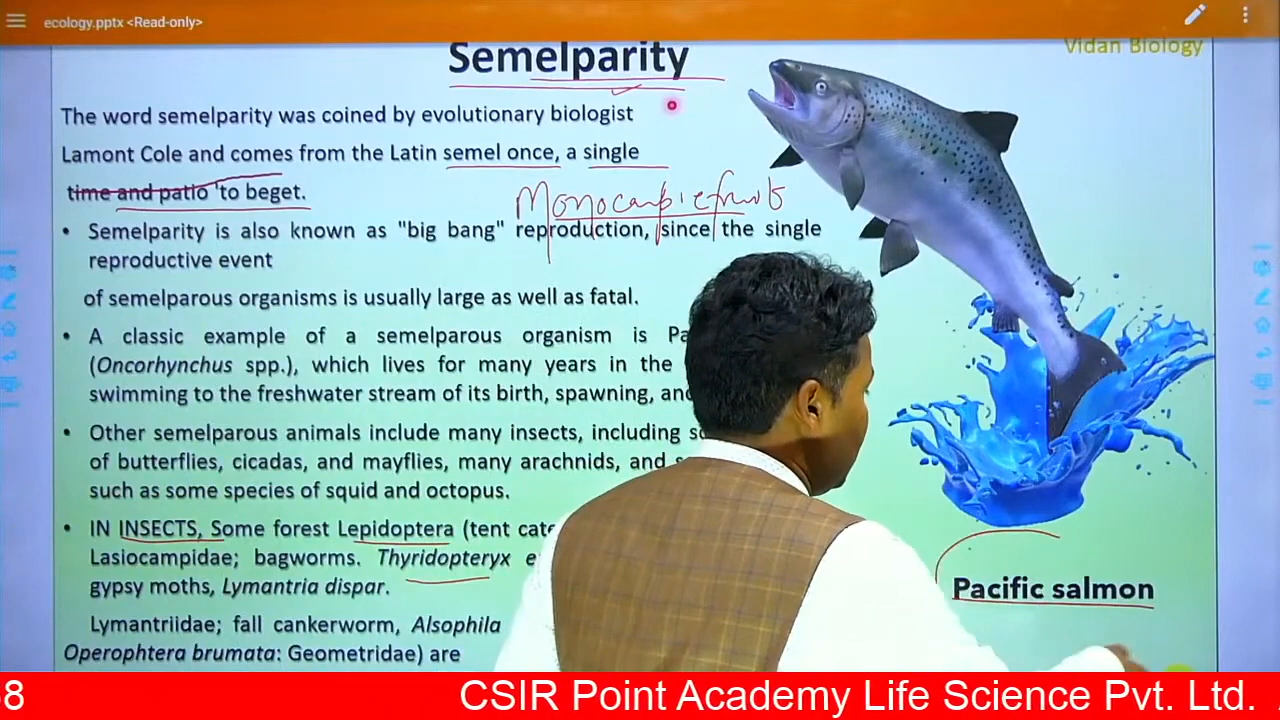 ecology.pptx <Read-only>
Vidan Biology
Semelparity
The word semelparity was coined by evolutionary biologist
Lamont Cole and comes from the Latin semel once, a single
time and patio 'to beget.
Monocarpic fruit
• Semelparity is also known as "big bang" reproduction, since the single
reproductive event
of semelparous organisms is usually large as well as fatal.
• A classic example of a semelparous organism is
(Oncorhynchus spp.), which lives for many years in the
swimming to the freshwater stream of its birth, spawning,
• Other semelparous animals include many insects, including
of butterflies, cicadas, and mayflies, many arachnids, and
such as some species of squid and octopus.
• IN INSECTS, Some forest Lepidoptera (tent
Lasiocampidae; bagworms. Thyridopteryx
gypsy moths, Lymantria dispar.
Lymantriidae; fall cankerworm, Alsophila
Operophtera brumata: Geometridae) are
Pacific salmon
8 CSIR Point Academy Life Science Pvt. Ltd.